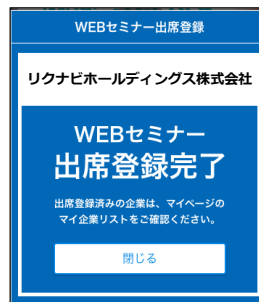 WEBセミナー出席登録
リクナビホールディングス株式会社
WEBセミナー
出席登録完了
出席登録済みの企業は、マイページの
マイ企業リストをご確認ください。
閉じる